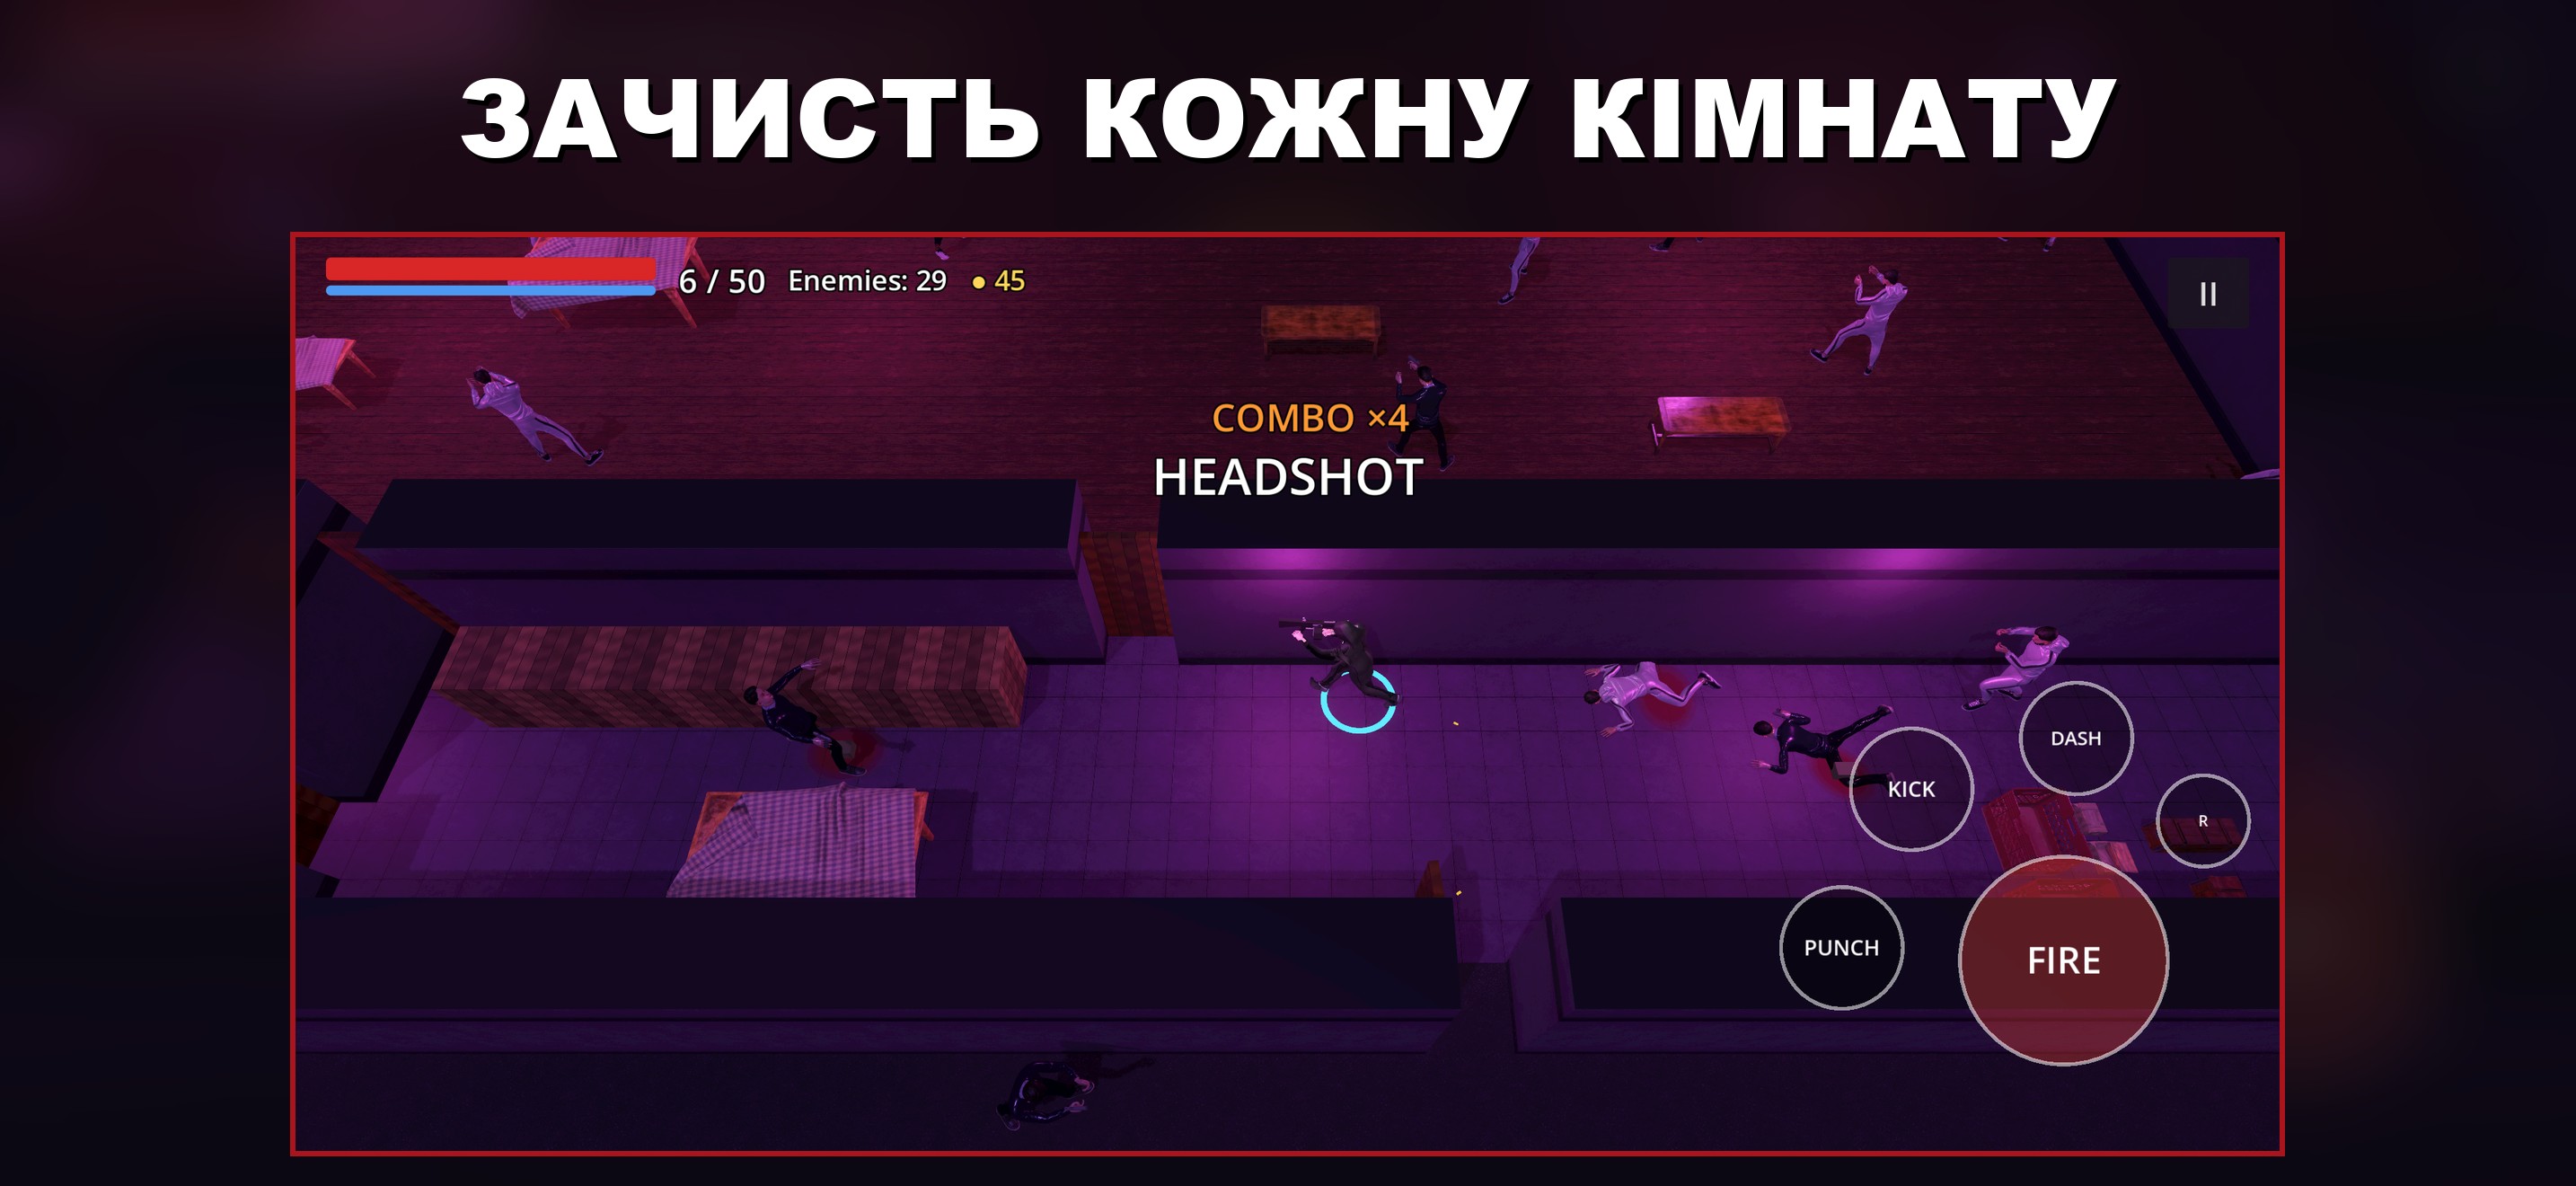 ЗАЧИСТЬ КОЖНУ КІМНАТУ
6 / 50 Enemies: 29 45
COMBO ×4
HEADSHOT
DASH
KICK
R
PUNCH
FIRE